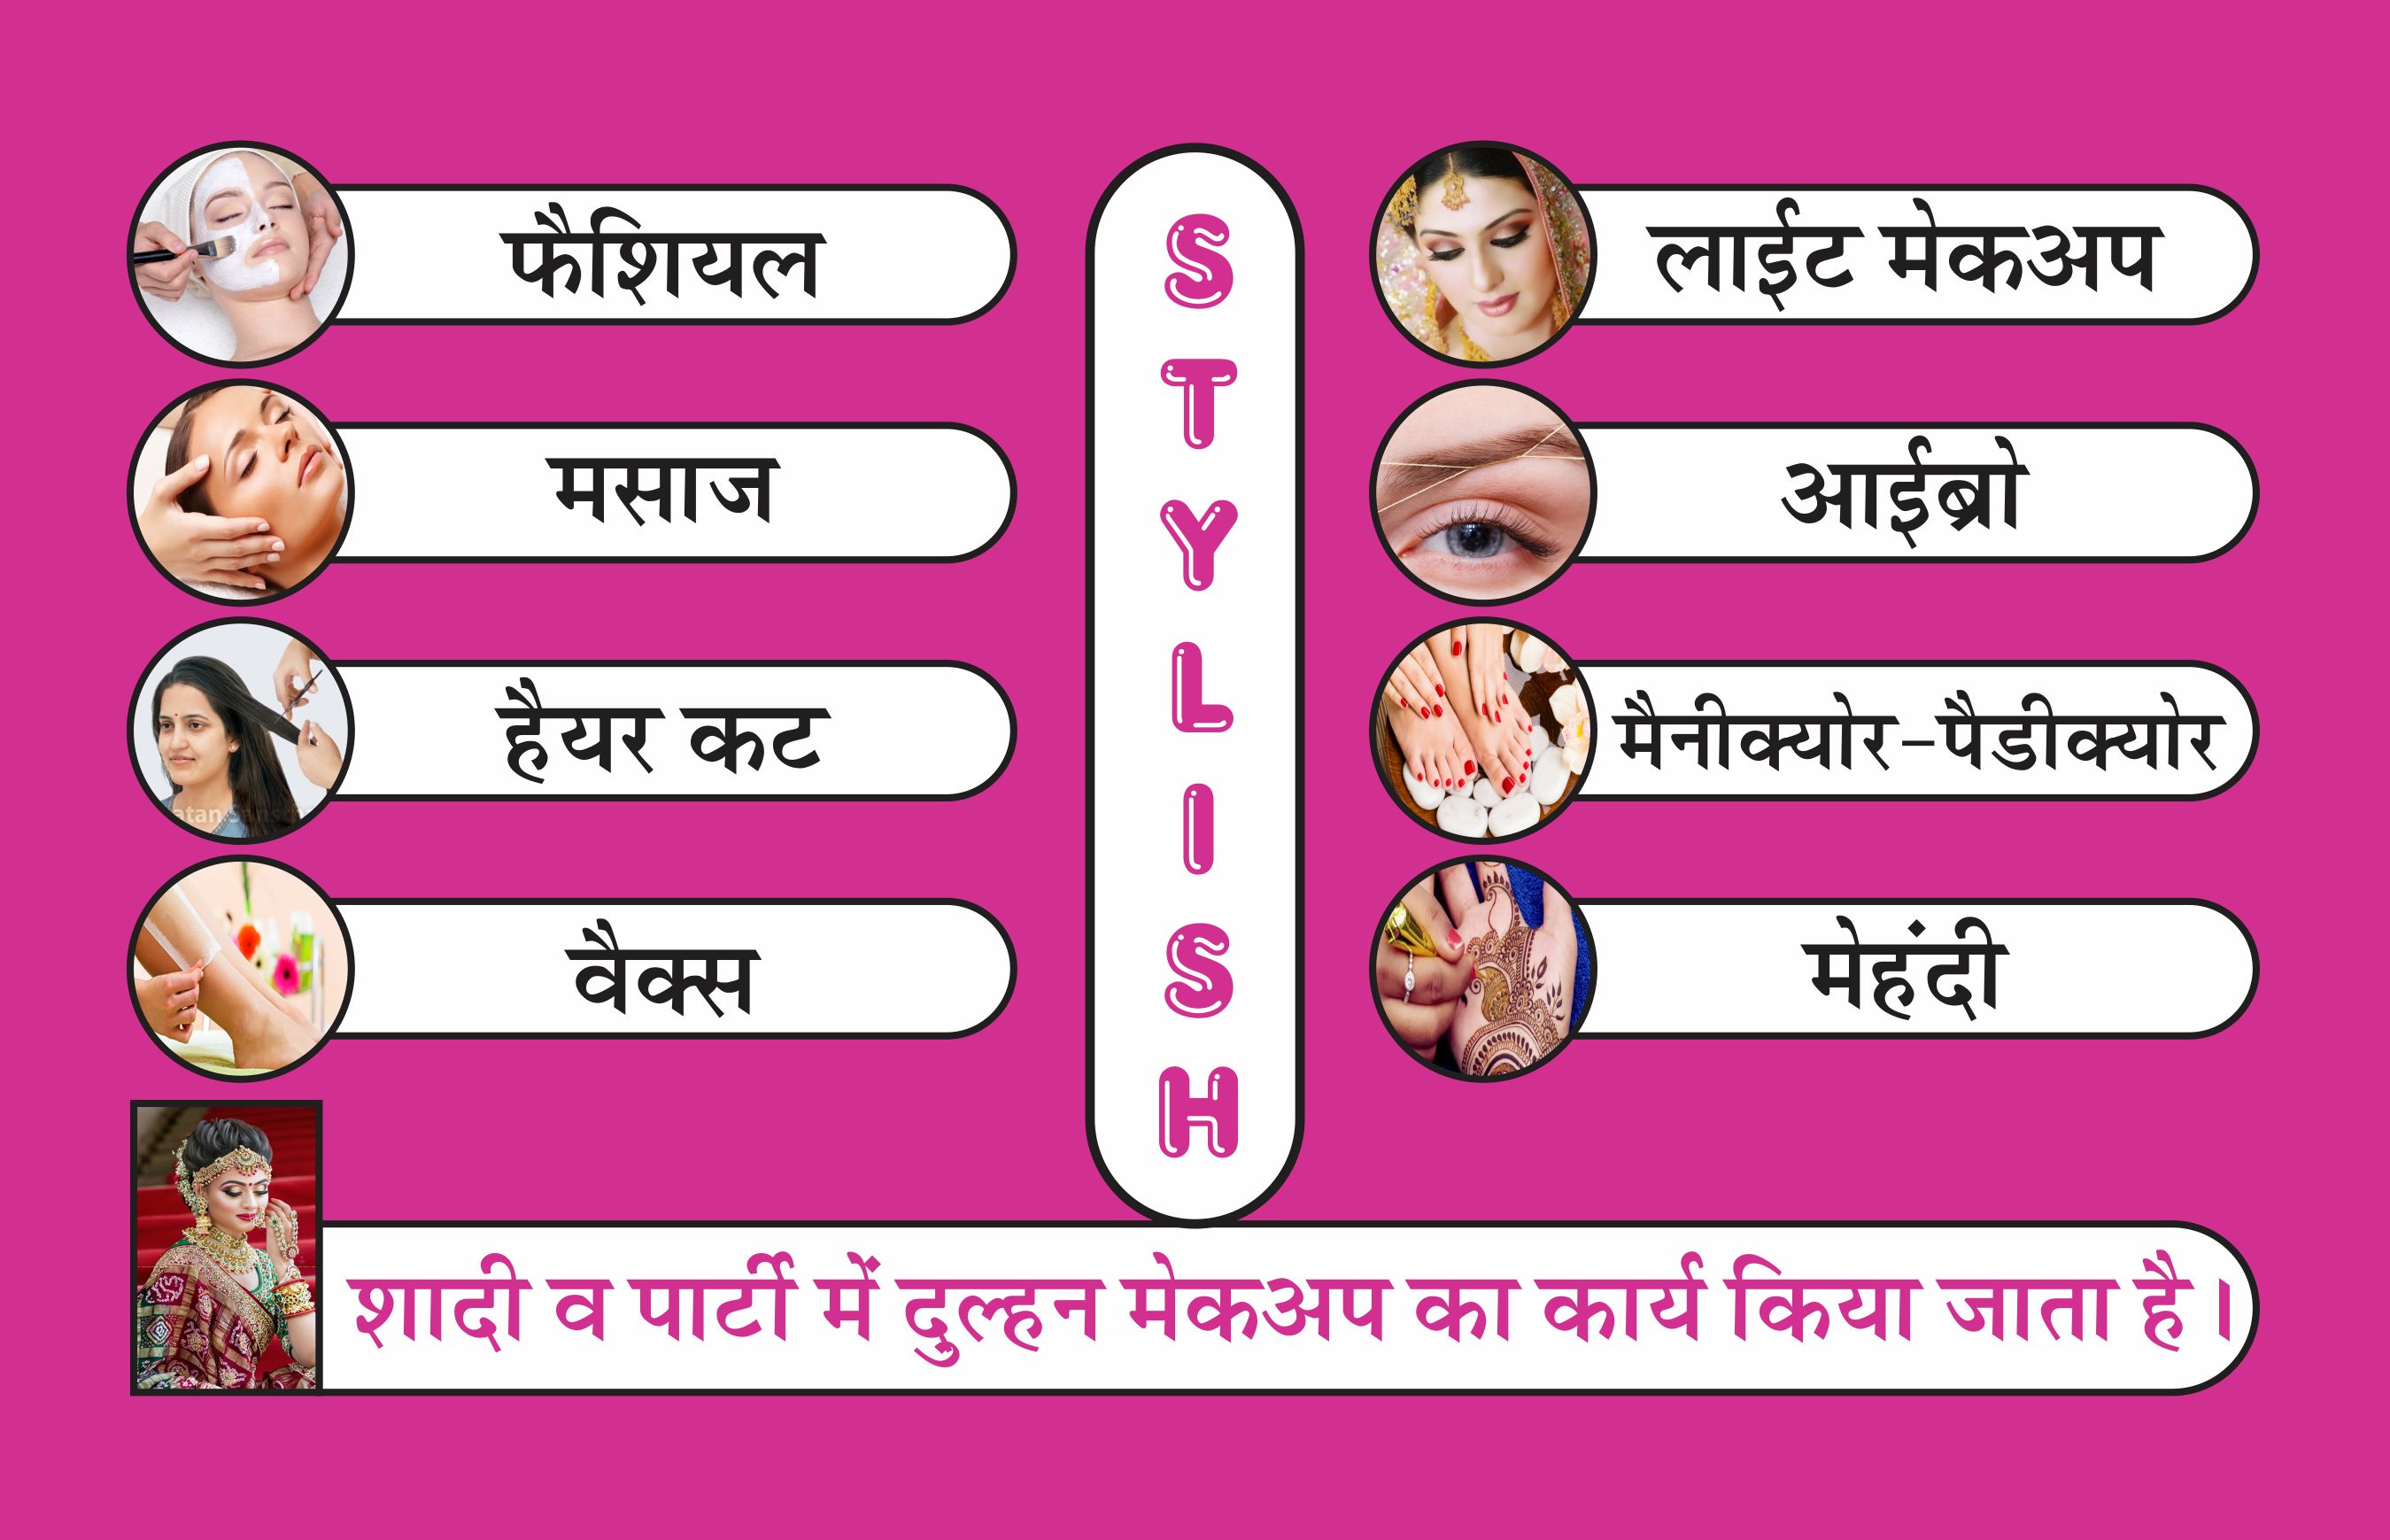 फैशियल
मसाज
हैयर कट
वैक्स
STYLISH
लाईट मेकअप
आईब्रो
मैनीक्योर-पैडीक्योर
मेहंदी
शादी व पार्टी में दुल्हन मेकअप का कार्य किया जाता है।